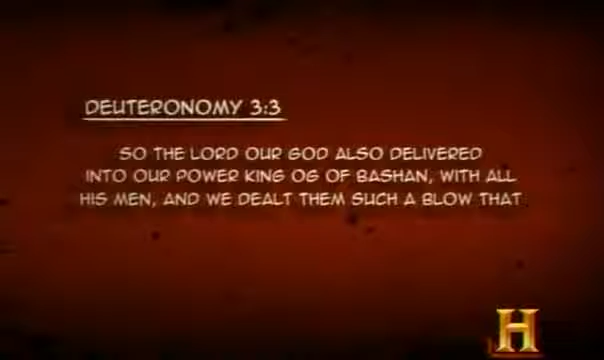 DEUTERONOMY 3:3
SO THE LORD OUR GOD ALSO DELIVERED
INTO OUR POWER KING OG OF BASHAN, WITH ALL
HIS MEN, AND WE DEALT THEM SUCH A BLOW THAT
H